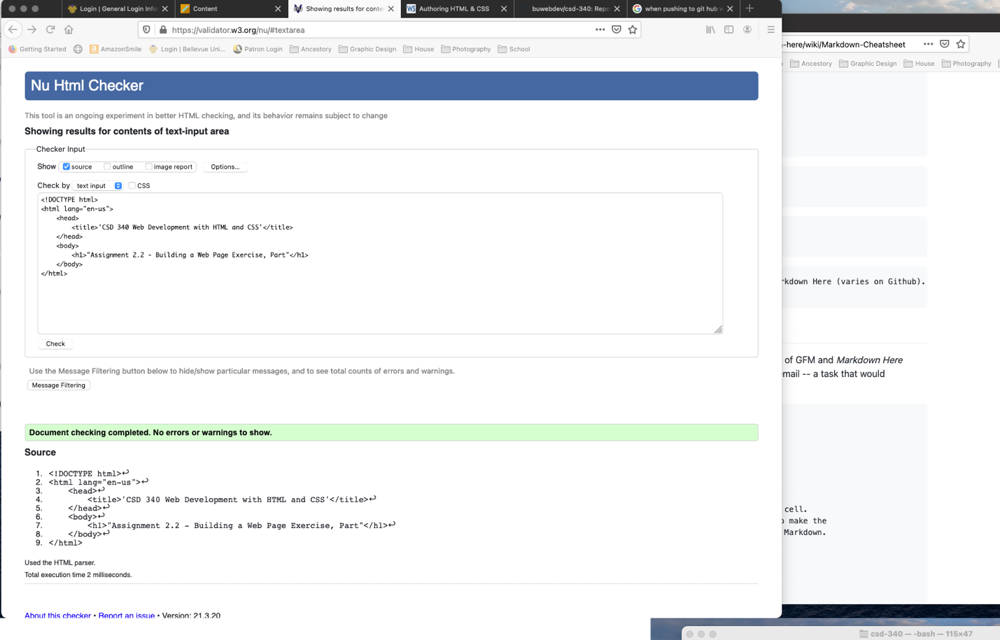 Login | General Login Infor
Content
Showing results for conte
W3 Authoring HTML & CSS
buwebdev/csd-340: Repo
when pushing to git hub w
https://validator.w3.org/nu/#textarea
Getting Started
AmazonSmile
Login | Bellevue Uni...
Patron Login
Ancestry
Graphic Design
House
Photography
School
Nu Html Checker
This tool is an ongoing experiment in better HTML checking, and its behavior remains subject to change
Showing results for contents of text-input area
Checker Input
Show source outline image report Options...
Check by text input CSS
<!DOCTYPE html>
<html lang="en-us">
    <head>
        <title>'CSD 340 Web Development with HTML and CSS'</title>
    </head>
    <body>
        <h1>"Assignment 2.2 - Building a Web Page Exercise, Part"</h1>
    </body>
</html>
Check
Use the Message Filtering button below to hide/show particular messages, and to see total counts of errors and warnings.
Message Filtering
Document checking completed. No errors or warnings to show.
Source
1. <!DOCTYPE html>↩
2. <html lang="en-us">↩
3.     <head>↩
4.         <title>'CSD 340 Web Development with HTML and CSS'</title>↩
5.     </head>↩
6.     <body>↩
7.         <h1>"Assignment 2.2 - Building a Web Page Exercise, Part"</h1>↩
8.     </body>↩
9. </html>
Used the HTML parser.
Total execution time 2 milliseconds.
About this checker • Report an issue • Version: 21.3.20
-here/wiki/Markdown-Cheatsheet
Ancestry
Graphic Design
House
Photography
rkdown Here (varies on Github).
of GFM and Markdown Here
mail -- a task that would
cell.
make the
Markdown.
csd-340 — -bash — 115×47